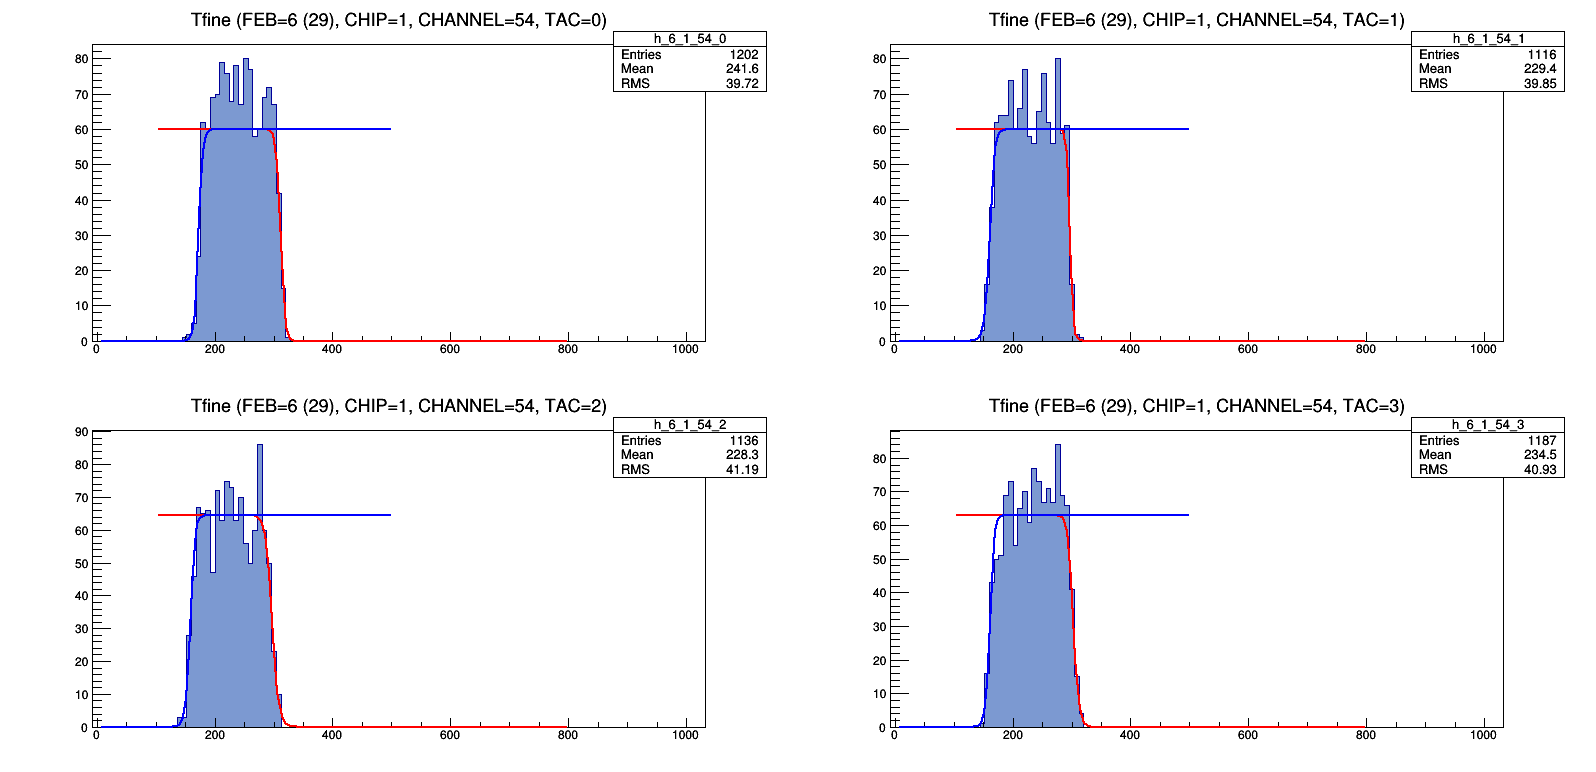 Tfine (FEB=6 (29), CHIP=1, CHANNEL=54, TAC=0)
h_6_1_54_0
Entries 1202
Mean 241.6
RMS 39.72
80
70
60
50
40
30
20
10
0
0 200 400 600 800 1000
Tfine (FEB=6 (29), CHIP=1, CHANNEL=54, TAC=1)
h_6_1_54_1
Entries 1116
Mean 229.4
RMS 39.85
80
70
60
50
40
30
20
10
0
0 200 400 600 800 1000
Tfine (FEB=6 (29), CHIP=1, CHANNEL=54, TAC=2)
h_6_1_54_2
Entries 1136
Mean 228.3
RMS 41.19
90
80
70
60
50
40
30
20
10
0
0 200 400 600 800 1000
Tfine (FEB=6 (29), CHIP=1, CHANNEL=54, TAC=3)
h_6_1_54_3
Entries 1187
Mean 234.5
RMS 40.93
80
70
60
50
40
30
20
10
0
0 200 400 600 800 1000